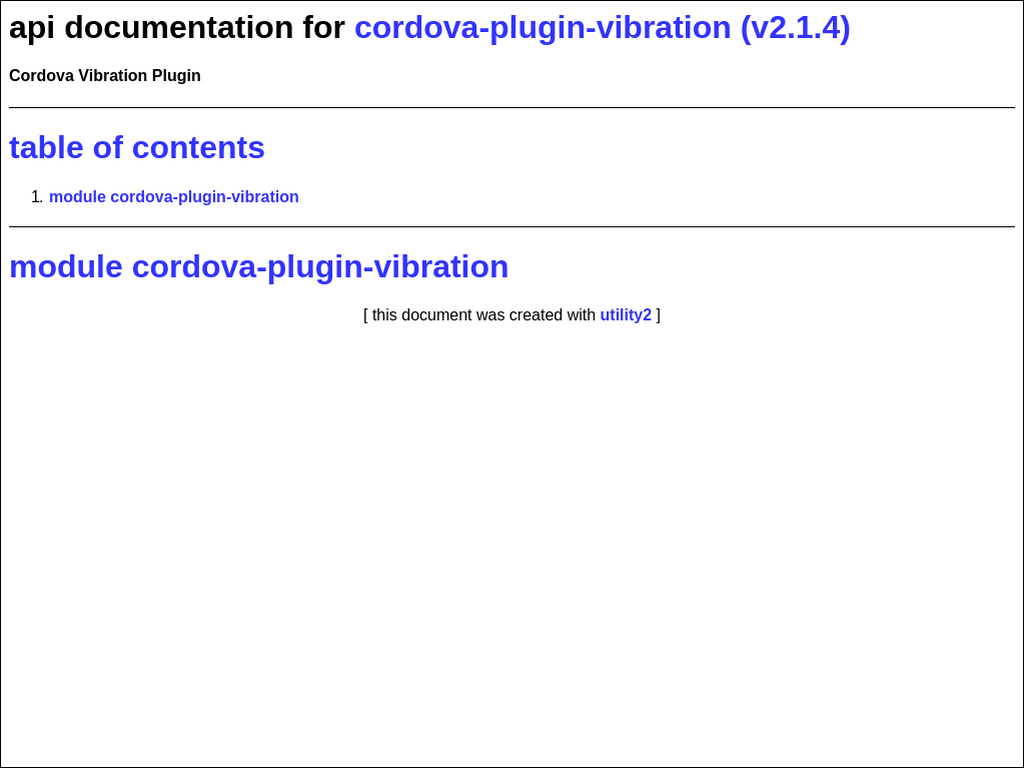 api documentation for cordova-plugin-vibration (v2.1.4)
Cordova Vibration Plugin
table of contents
1. module cordova-plugin-vibration
module cordova-plugin-vibration
[ this document was created with utility2 ]